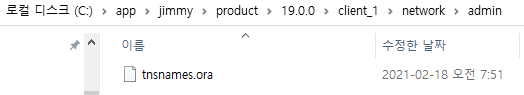 로컬 디스크 (C:) > app > jimmy > product > 19.0.0 > client_1 > network > admin
이름 수정한 날짜
tnsnames.ora 2021-02-18 오전 7:51